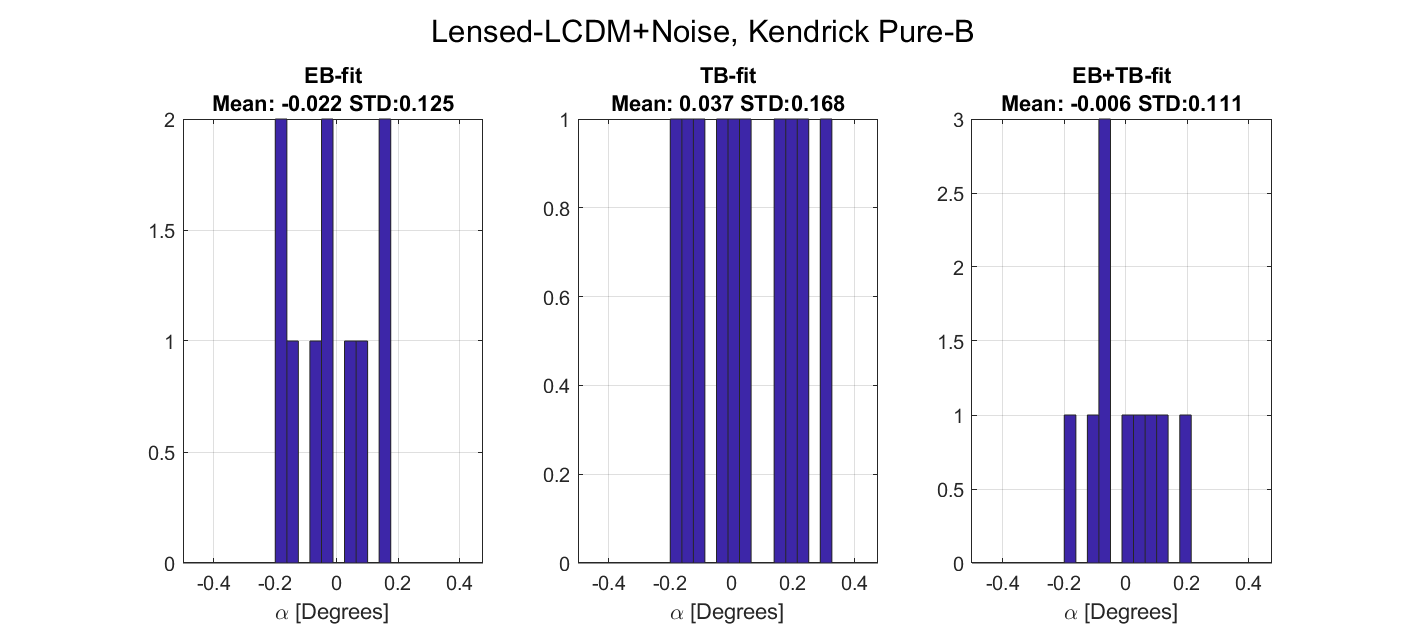 Lensed-LCDM+Noise, Kendrick Pure-B
EB-fit
Mean: -0.022 STD:0.125
2
1.5
1
0.5
0
-0.4 -0.2 0 0.2 0.4
α [Degrees]
TB-fit
Mean: 0.037 STD:0.168
1
0.8
0.6
0.4
0.2
0
-0.4 -0.2 0 0.2 0.4
α [Degrees]
EB+TB-fit
Mean: -0.006 STD:0.111
3
2.5
2
1.5
1
0.5
0
-0.4 -0.2 0 0.2 0.4
α [Degrees]